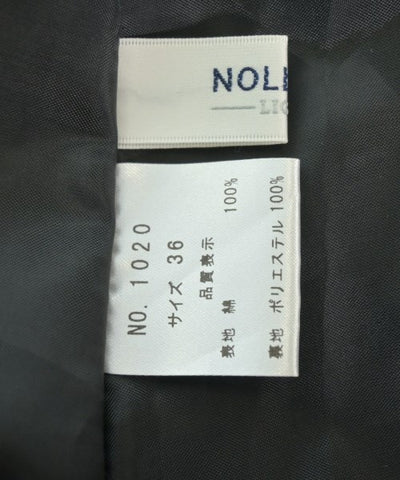 NOL
LIG
NO. 1020
サイズ 36
品質表示
表地 綿 100%
裏地 ポリエステル 100%